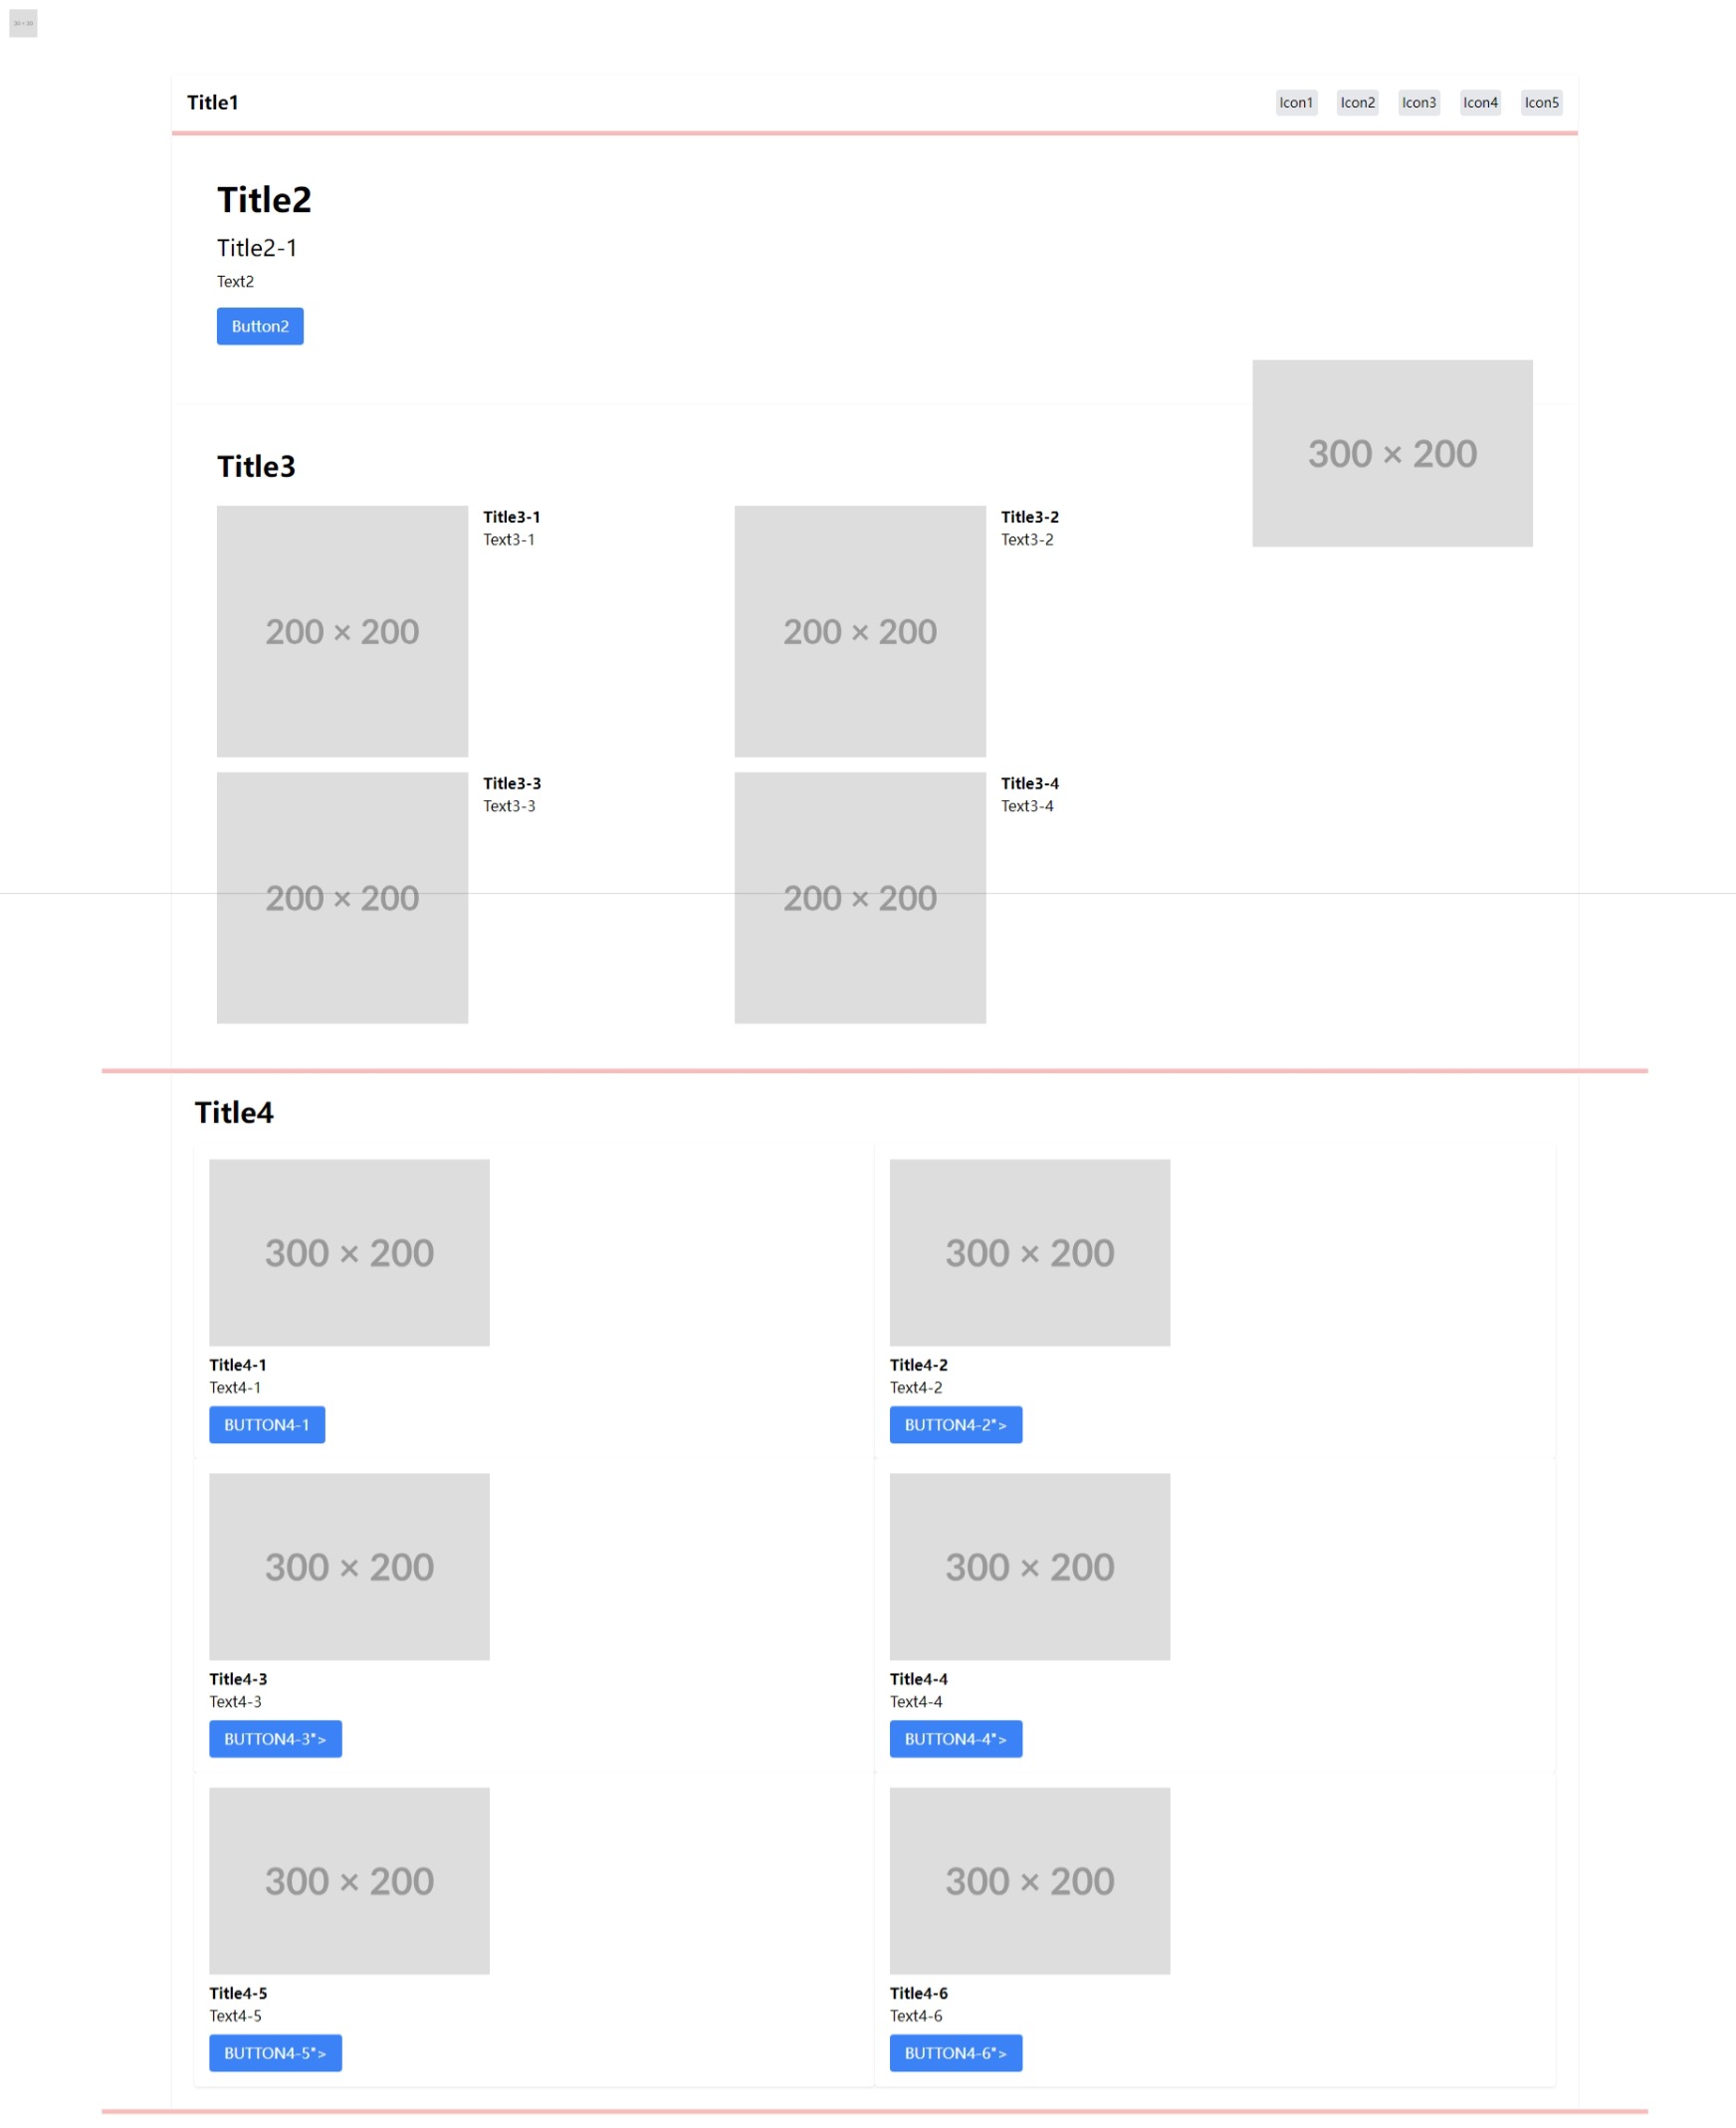 30 × 30
Title1
Icon1 Icon2 Icon3 Icon4 Icon5
Title2
Title2-1
Text2
Button2
300 × 200
Title3
Title3-1
Text3-1
200 × 200
Title3-2
Text3-2
200 × 200
Title3-3
Text3-3
200 × 200
Title3-4
Text3-4
200 × 200
Title4
300 × 200
Title4-1
Text4-1
BUTTON4-1
300 × 200
Title4-2
Text4-2
BUTTON4-2">
300 × 200
Title4-3
Text4-3
BUTTON4-3">
300 × 200
Title4-4
Text4-4
BUTTON4-4">
300 × 200
Title4-5
Text4-5
BUTTON4-5">
300 × 200
Title4-6
Text4-6
BUTTON4-6">